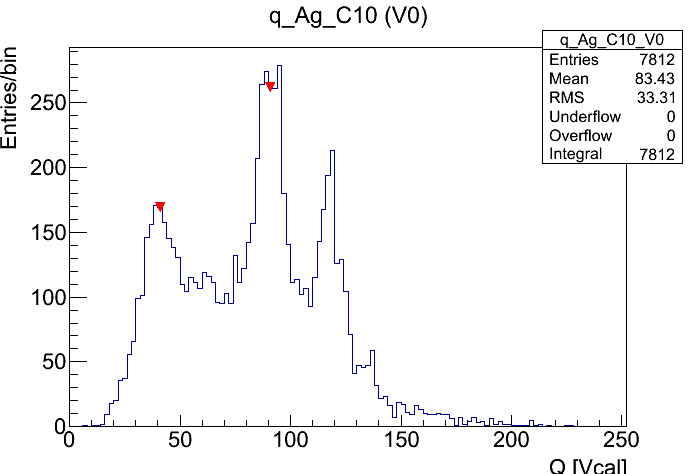 q_Ag_C10 (V0)
q_Ag_C10_V0
Entries 7812
Mean 83.43
RMS 33.31
Underflow 0
Overflow 0
Integral 7812
Entries/bin
250
200
150
100
50
0
0 50 100 150 200 250
Q [Vcal]